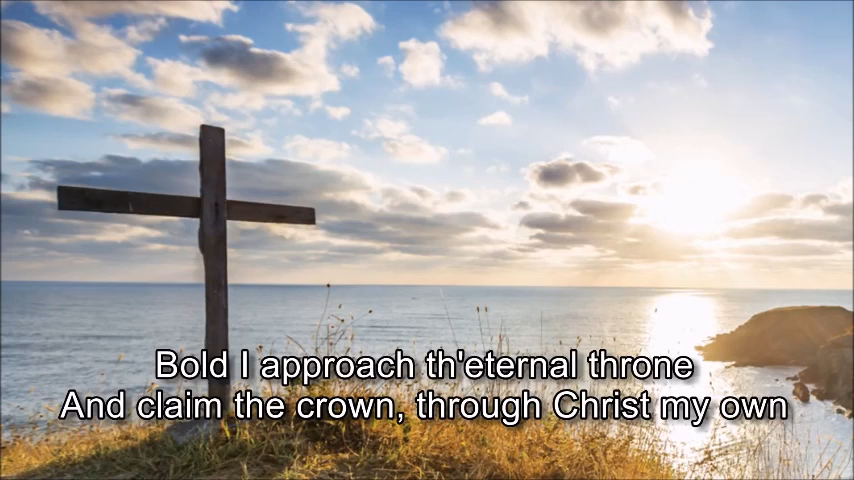 Bold I approach th'eternal throne
And claim the crown, through Christ my own